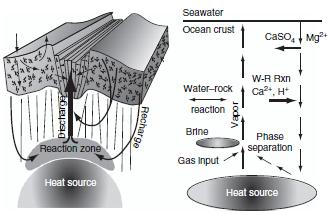 Discharge
Recharge
Reaction zone
Heat source
Seawater
Ocean crust
CaSO4
Mg2+
W-R Rxn
Ca2+, H+
Water–rock
reaction
Vapor
Brine
Phase
separation
Gas input
Heat source